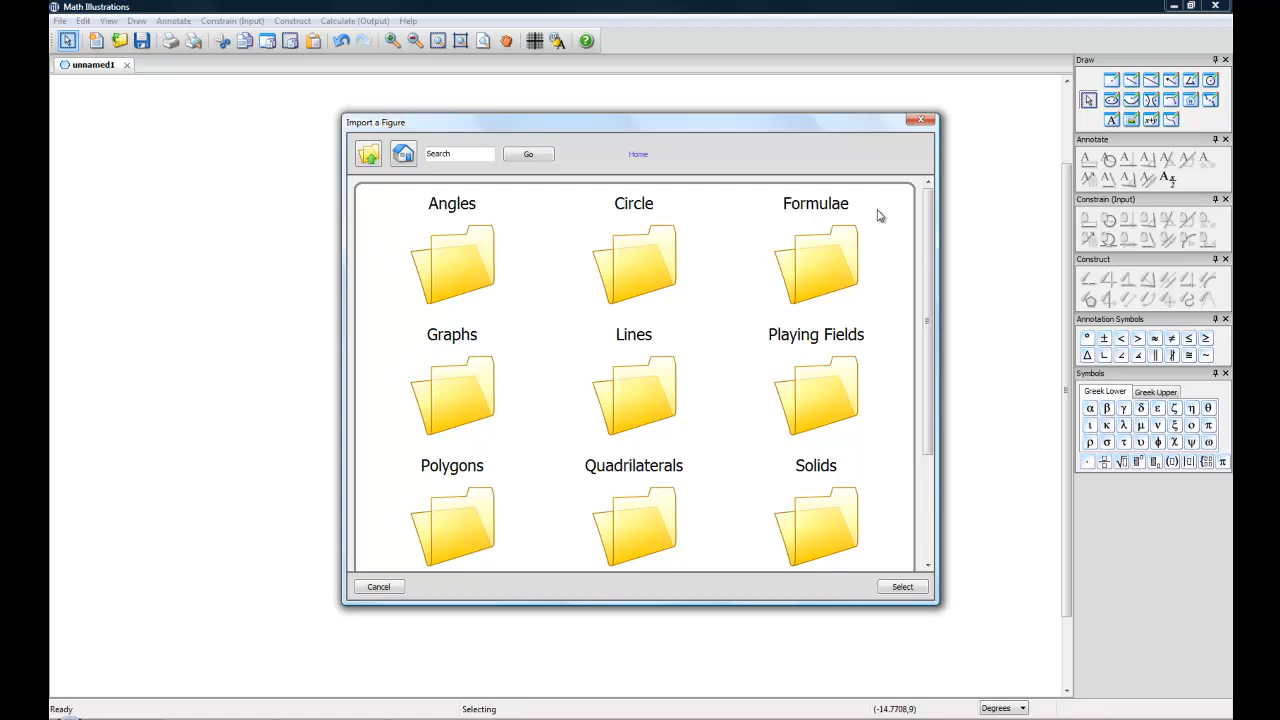 Math Illustrations
File Edit View Draw Annotate Constrain (Input) Construct Calculate (Output) Help
unnamed1
Draw
Import a Figure
Search Go Home
Angles Circle Formulae
Graphs Lines Playing Fields
Polygons Quadrilaterals Solids
Cancel Select
Annotate
Constrain (Input)
Construct
Annotation Symbols
° ± < > ≈ ≠ ≤ ≥
Symbols
Greek Lower Greek Upper
α β γ δ ε ζ η θ
ι κ λ μ ν ξ ο π
ρ σ τ υ φ χ ψ ω
Ready Selecting (-14.7708,9) Degrees